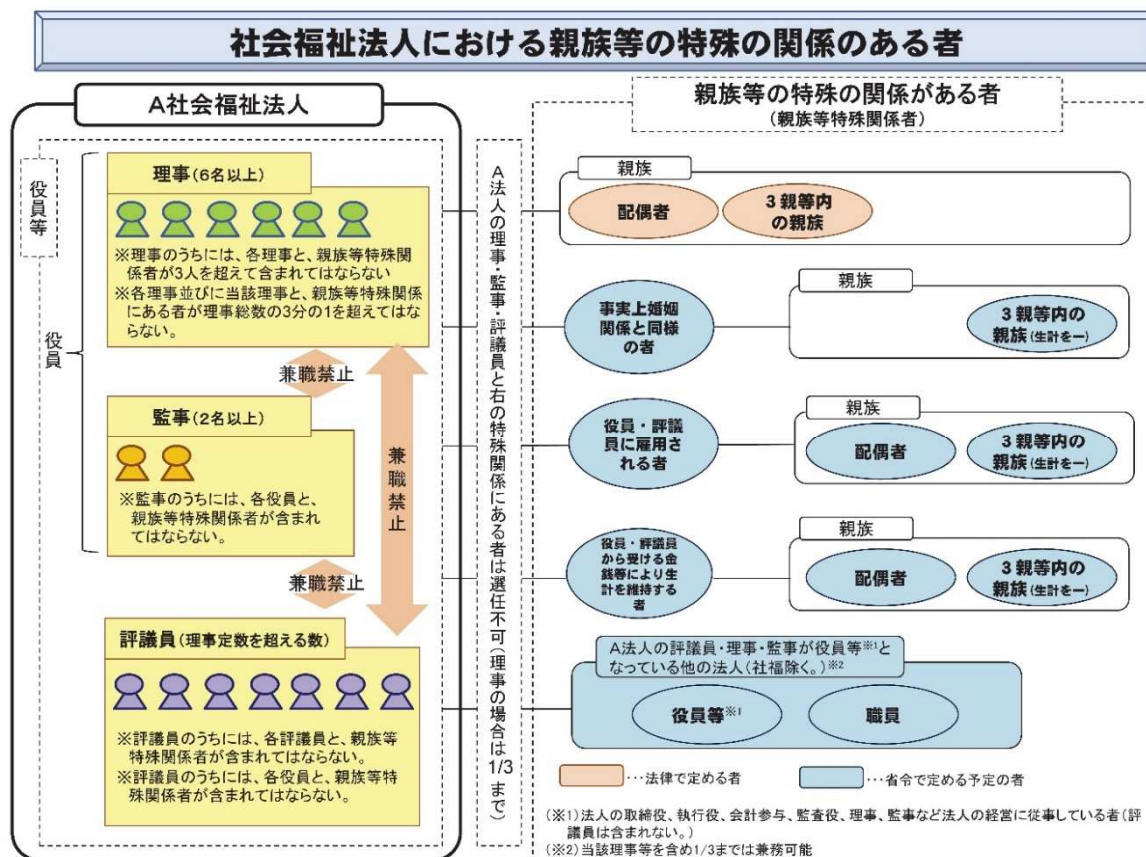 社会福祉法人における親族等の特殊の関係のある者
A社会福祉法人
役員等
役員
理事(6名以上)
※理事のうちには、各理事と、親族等特殊関
係者が3人を超えて含まれてはならない
※各理事並びに当該理事と、親族等特殊関係
にある者が理事総数の3分の1を超えてはな
らない。
兼職禁止
監事(2名以上)
※監事のうちには、各役員と、
親族等特殊関係者が含まれ
てはならない。
兼職禁止
兼職禁止
評議員(理事定数を超える数)
※評議員のうちには、各評議員と、親族等
特殊関係者が含まれてはならない。
※評議員のうちには、各役員と、親族等特
殊関係者が含まれてはならない。
A法人の理事・監事・評議員と右の特殊関係にある者は選任不可(理事の場合は1/3まで)
親族等の特殊の関係がある者
(親族等特殊関係者)
親族
配偶者
3親等内
の親族
事実上婚姻
関係と同様
の者
親族
3親等内の
親族(生計を一)
役員・評議
員に雇用さ
れる者
親族
配偶者
3親等内の
親族(生計を一)
役員・評議員
から受ける金
銭等により生
計を維持する
者
親族
配偶者
3親等内の
親族(生計を一)
A法人の評議員・理事・監事が役員等※1と
なっている他の法人(社福除く。)※2
役員等※1
職員
…法律で定める者
…省令で定める予定の者
(※1)法人の取締役、執行役、会計参与、監査役、理事、監事など法人の経営に従事している者(評
議員は含まれない。)
(※2)当該理事等を含め1/3までは兼務可能